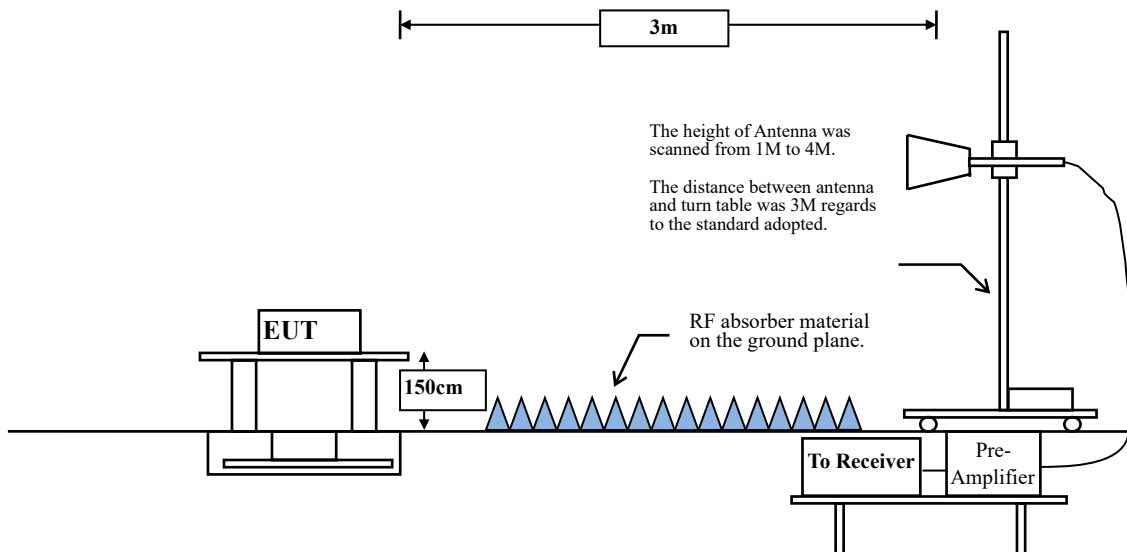 3m
The height of Antenna was
scanned from 1M to 4M.
The distance between antenna
and turn table was 3M regards
to the standard adopted.
EUT
RF absorber material
on the ground plane.
150cm
To Receiver
Pre-
Amplifier